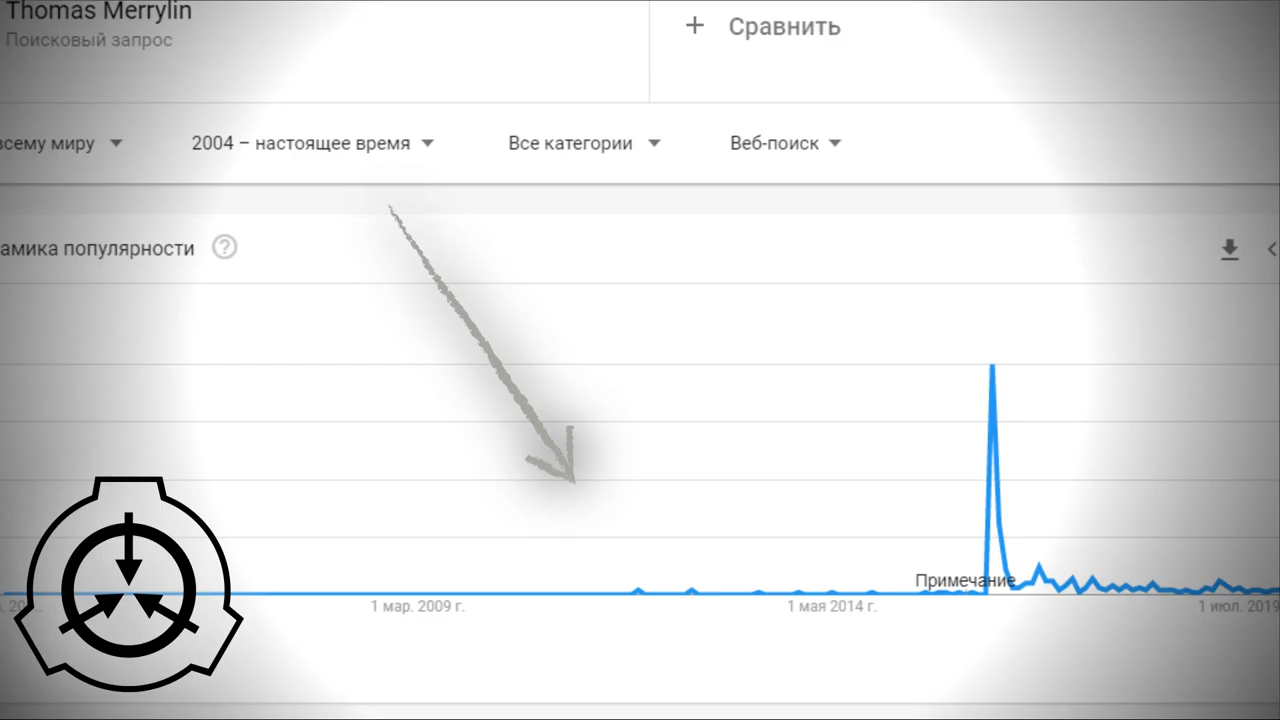 Thomas Merrylin
Поисковый запрос
+ Сравнить
всему миру
2004 – настоящее время
Все категории
Веб-поиск
амика популярности
?
Примечание
1 мар. 2009 г.
1 мая 2014 г.
1 июл. 2019